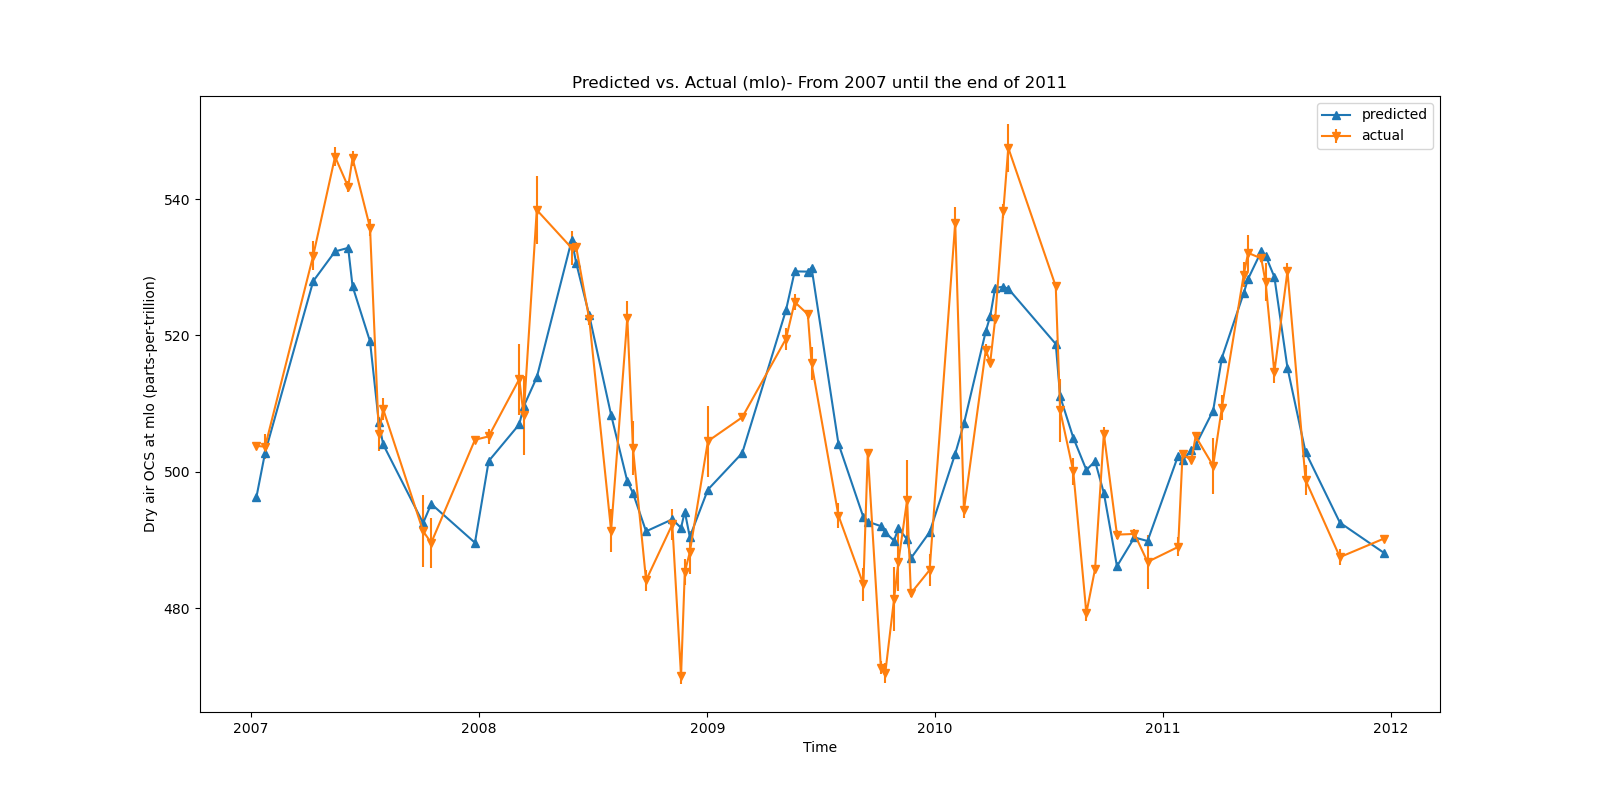 Predicted vs. Actual (mlo)- From 2007 until the end of 2011
predicted
actual
Dry air OCS at mlo (parts-per-trillion)
540
520
500
480
2007
2008
2009
2010
2011
2012
Time